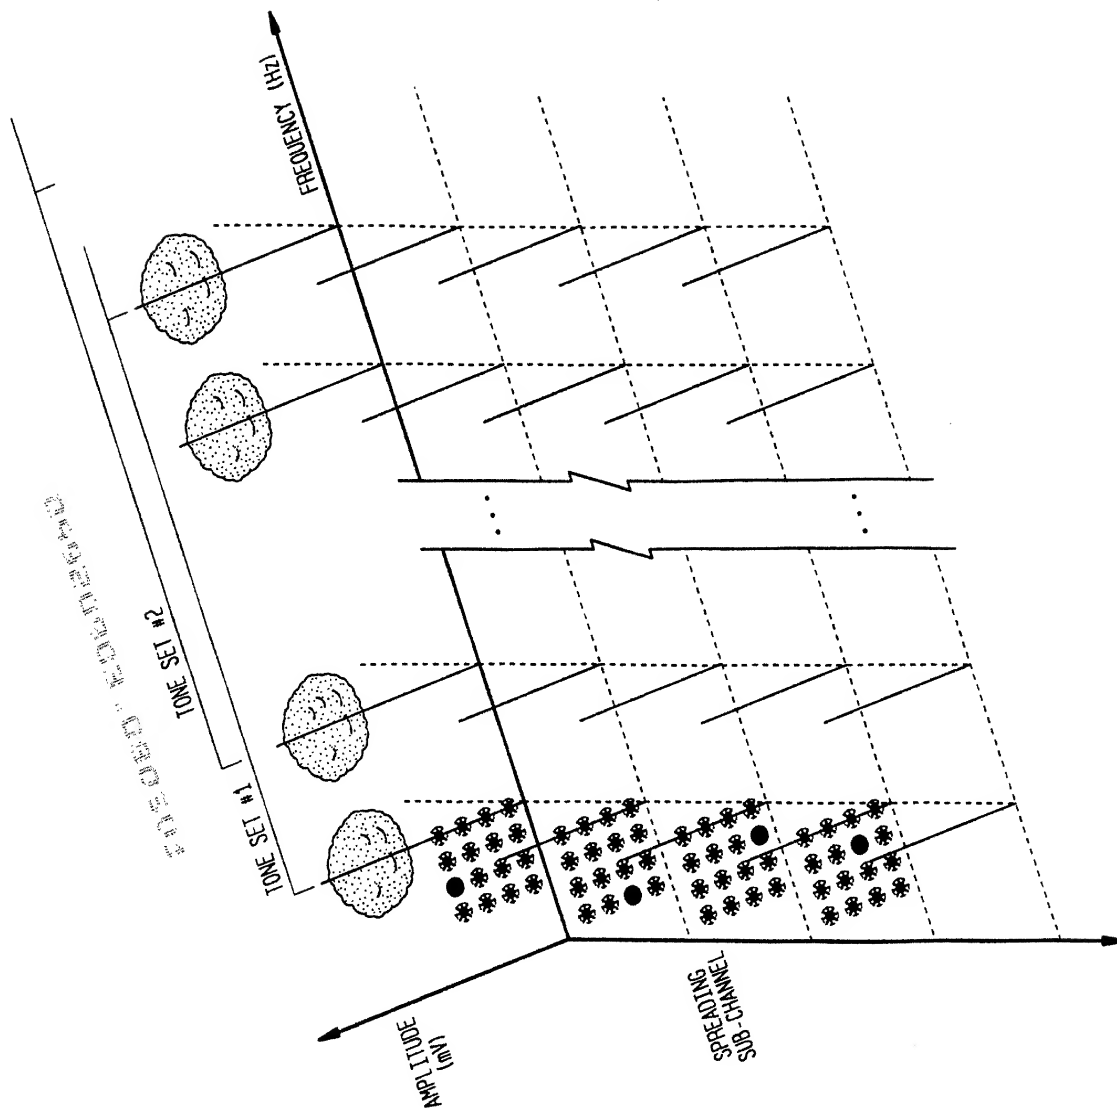 FREQUENCY (Hz)
TONE SET #2
TONE SET #1
AMPLITUDE
(mV)
SPREADING
SUB-CHANNEL